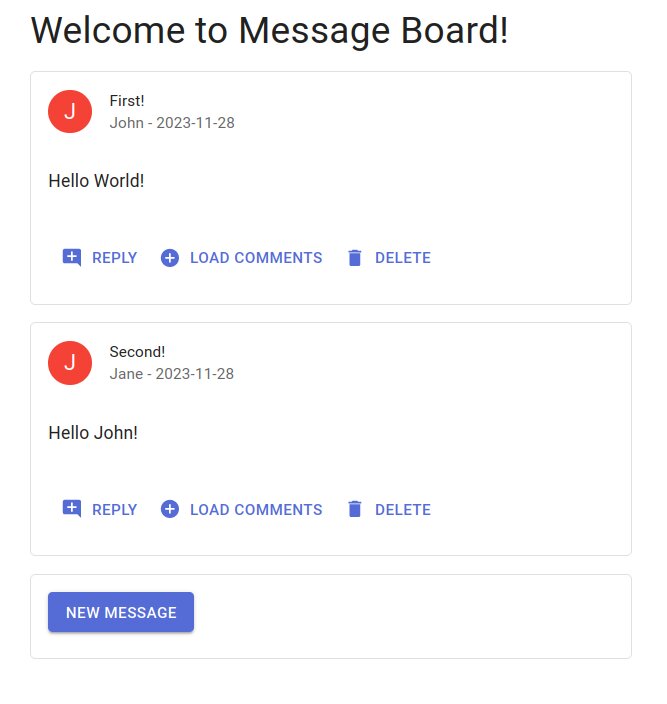 Welcome to Message Board!
J
First!
John - 2023-11-28
Hello World!
REPLY LOAD COMMENTS DELETE
J
Second!
Jane - 2023-11-28
Hello John!
REPLY LOAD COMMENTS DELETE
NEW MESSAGE